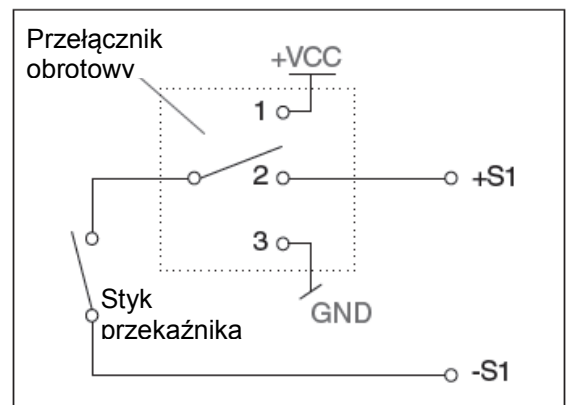 Przełącznik
obrotowy
+VCC
1
2
+S1
3
GND
Styk
przekaźnika
-S1